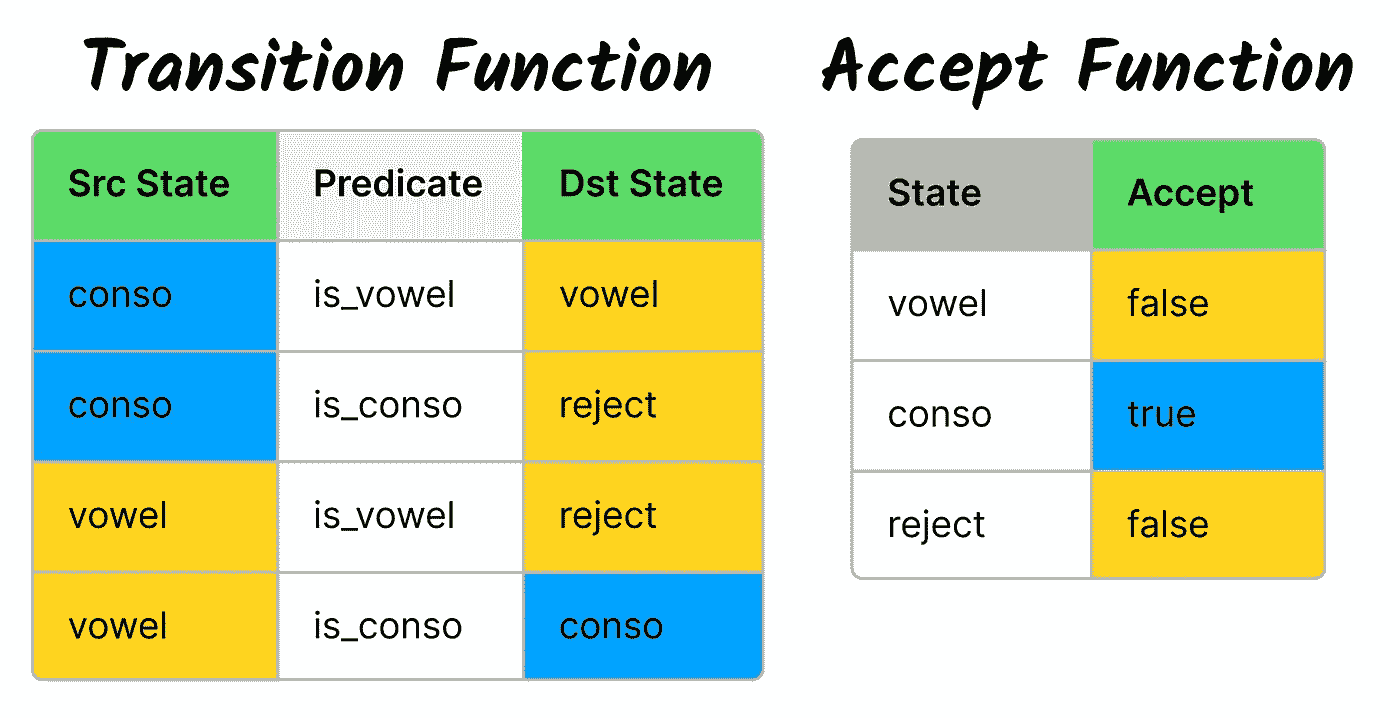 Transition Function
Src State Predicate Dst State
conso is_vowel vowel
conso is_conso reject
vowel is_vowel reject
vowel is_conso conso
Accept Function
State Accept
vowel false
conso true
reject false